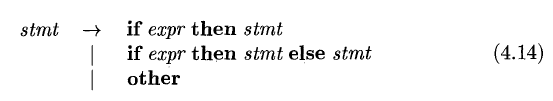 stmt → if expr then stmt
| if expr then stmt else stmt (4.14)
| other